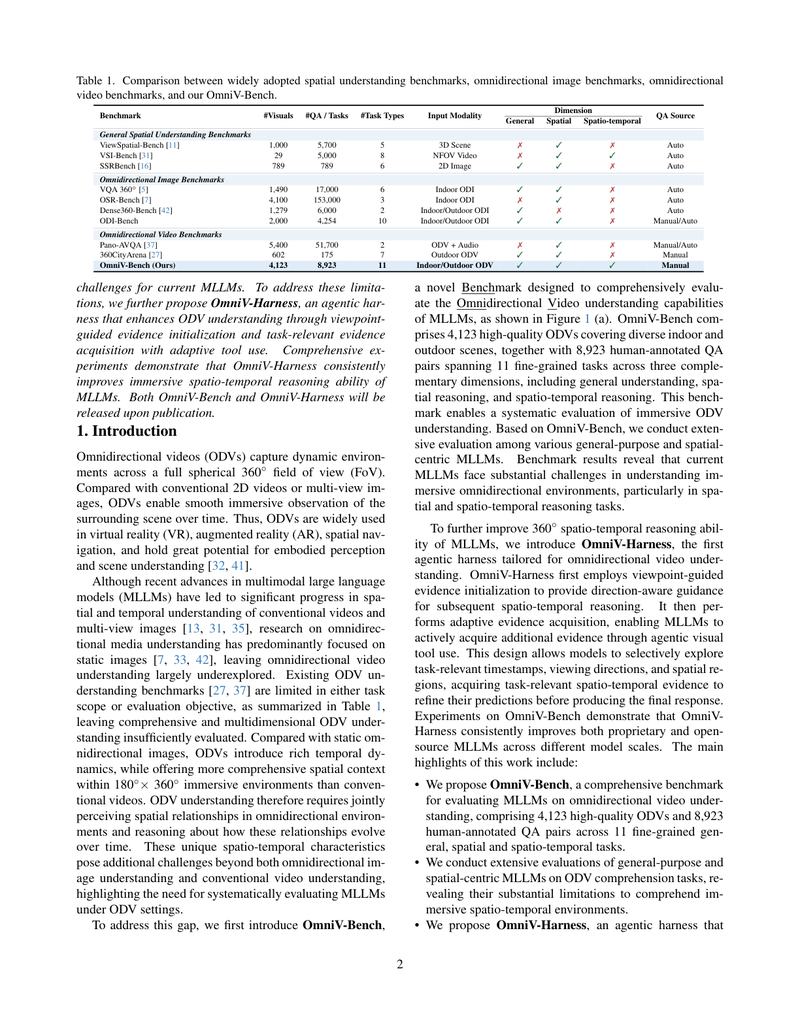 Table 1. Comparison between widely adopted spatial understanding benchmarks, omnidirectional image benchmarks, omnidirectional
video benchmarks, and our OmniV-Bench.
Benchmark #Visuals #QA / Tasks #Task Types Input Modality Dimension QA Source
General Spatial Spatio-temporal
General Spatial Understanding Benchmarks
ViewSpatial-Bench [11] 1,000 5,700 5 3D Scene ✗ ✓ ✗ Auto
VSI-Bench [31] 29 5,000 8 NFOV Video ✗ ✓ ✓ Auto
SSRBench [16] 789 789 6 2D Image ✓ ✓ ✗ Auto
Omnidirectional Image Benchmarks
VQA 360° [5] 1,490 17,000 6 Indoor ODI ✓ ✓ ✗ Auto
OSR-Bench [7] 4,100 153,000 3 Indoor ODI ✗ ✓ ✗ Auto
Dense360-Bench [42] 1,279 6,000 2 Indoor/Outdoor ODI ✓ ✗ ✗ Auto
ODI-Bench 2,000 4,254 10 Indoor/Outdoor ODI ✓ ✓ ✗ Manual/Auto
Omnidirectional Video Benchmarks
Pano-AVQA [37] 5,400 51,700 2 ODV + Audio ✗ ✓ ✗ Manual/Auto
360CityArena [27] 602 175 7 Outdoor ODV ✓ ✓ ✗ Manual
OmniV-Bench (Ours) 4,123 8,923 11 Indoor/Outdoor ODV ✓ ✓ ✓ Manual
challenges for current MLLMs. To address these limita-
tions, we further propose OmniV-Harness, an agentic har-
ness that enhances ODV understanding through viewpoint-
guided evidence initialization and task-relevant evidence
acquisition with adaptive tool use. Comprehensive ex-
periments demonstrate that OmniV-Harness consistently
improves immersive spatio-temporal reasoning ability of
MLLMs. Both OmniV-Bench and OmniV-Harness will be
released upon publication.
1. Introduction
Omnidirectional videos (ODVs) capture dynamic environ-
ments across a full spherical 360° field of view (FoV).
Compared with conventional 2D videos or multi-view im-
ages, ODVs enable smooth immersive observation of the
surrounding scene over time. Thus, ODVs are widely used
in virtual reality (VR), augmented reality (AR), spatial nav-
igation, and hold great potential for embodied perception
and scene understanding [32, 41].
Although recent advances in multimodal large language
models (MLLMs) have led to significant progress in spa-
tial and temporal understanding of conventional videos and
multi-view images [13, 31, 35], research on omnidirec-
tional media understanding has predominantly focused on
static images [7, 33, 42], leaving omnidirectional video
understanding largely underexplored. Existing ODV un-
derstanding benchmarks [27, 37] are limited in either task
scope or evaluation objective, as summarized in Table 1,
leaving comprehensive and multidimensional ODV under-
standing insufficiently evaluated. Compared with static om-
nidirectional images, ODVs introduce rich temporal dy-
namics, while offering more comprehensive spatial context
within 180°× 360° immersive environments than conven-
tional videos. ODV understanding therefore requires jointly
perceiving spatial relationships in omnidirectional environ-
ments and reasoning about how these relationships evolve
over time. These unique spatio-temporal characteristics
pose additional challenges beyond both omnidirectional im-
age understanding and conventional video understanding,
highlighting the need for systematically evaluating MLLMs
under ODV settings.
To address this gap, we first introduce OmniV-Bench,
a novel Benchmark designed to comprehensively evalu-
ate the Omnidirectional Video understanding capabilities
of MLLMs, as shown in Figure 1 (a). OmniV-Bench com-
prises 4,123 high-quality ODVs covering diverse indoor and
outdoor scenes, together with 8,923 human-annotated QA
pairs spanning 11 fine-grained tasks across three comple-
mentary dimensions, including general understanding, spa-
tial reasoning, and spatio-temporal reasoning. This bench-
mark enables a systematic evaluation of immersive ODV
understanding. Based on OmniV-Bench, we conduct exten-
sive evaluation among various general-purpose and spatial-
centric MLLMs. Benchmark results reveal that current
MLLMs face substantial challenges in understanding im-
mersive omnidirectional environments, particularly in spa-
tial and spatio-temporal reasoning tasks.
To further improve 360° spatio-temporal reasoning abil-
ity of MLLMs, we introduce OmniV-Harness, the first
agentic harness tailored for omnidirectional video under-
standing. OmniV-Harness first employs viewpoint-guided
evidence initialization to provide direction-aware guidance
for subsequent spatio-temporal reasoning. It then per-
forms adaptive evidence acquisition, enabling MLLMs to
actively acquire additional evidence through agentic visual
tool use. This design allows models to selectively explore
task-relevant timestamps, viewing directions, and spatial re-
gions, acquiring task-relevant spatio-temporal evidence to
refine their predictions before producing the final response.
Experiments on OmniV-Bench demonstrate that OmniV-
Harness consistently improves both proprietary and open-
source MLLMs across different model scales. The main
highlights of this work include:
• We propose OmniV-Bench, a comprehensive benchmark
for evaluating MLLMs on omnidirectional video under-
standing, comprising 4,123 high-quality ODVs and 8,923
human-annotated QA pairs across 11 fine-grained gen-
eral, spatial and spatio-temporal tasks.
• We conduct extensive evaluations of general-purpose and
spatial-centric MLLMs on ODV comprehension tasks, re-
vealing their substantial limitations to comprehend im-
mersive spatio-temporal environments.
• We propose OmniV-Harness, an agentic harness that
2